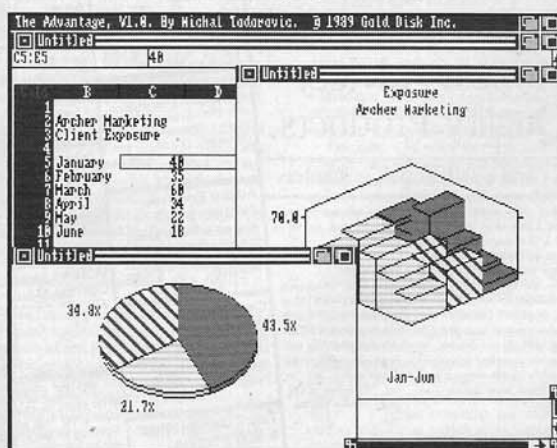 The Advantage, V1.0. By Michal Todorovic. © 1989 Gold Disk Inc.
Untitled
C5:E5 40
Untitled
B C D
1
2 Archer Marketing
3 Client Exposure
4
5 January 40
6 February 35
7 March 60
8 April 34
9 May 22
10 June 18
11
Exposure
Archer Marketing
70.0
Jan-Jun
Untitled
34.8%
43.5%
21.7%